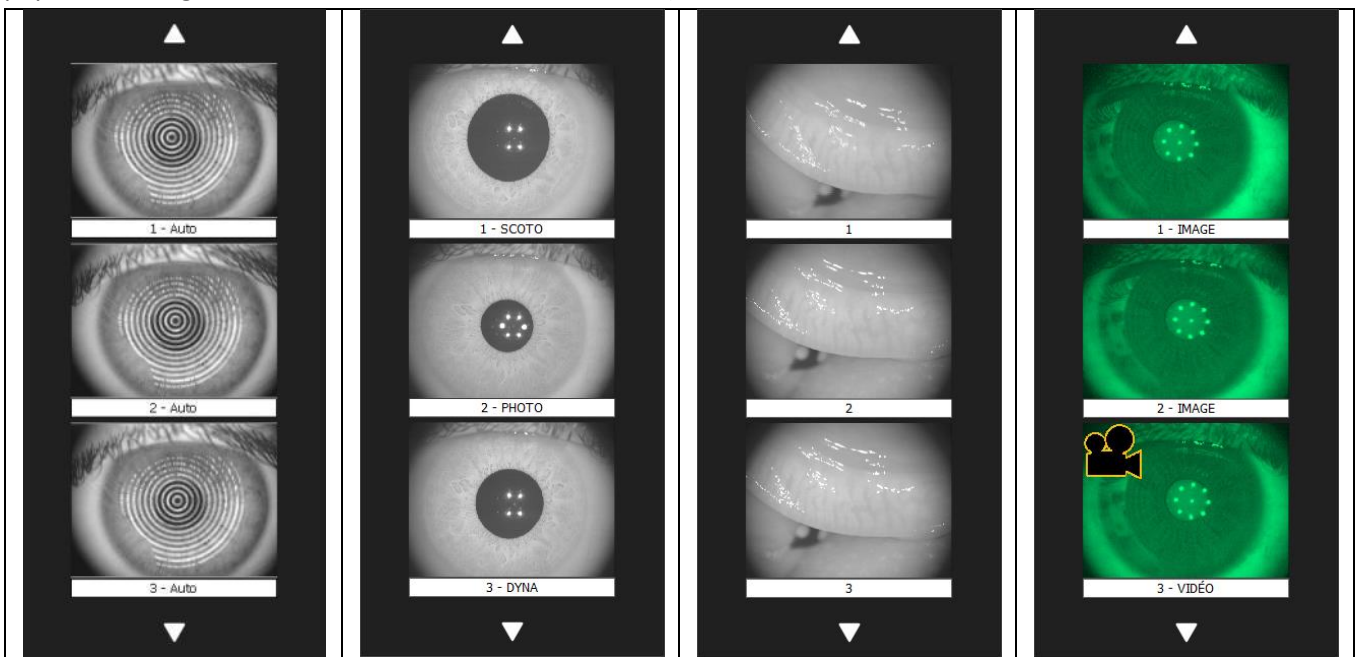 1 - Auto
2 - Auto
3 - Auto
1 - SCOTO
2 - PHOTO
3 - DYNA
1
2
3
1 - IMAGE
2 - IMAGE
3 - VIDÉO